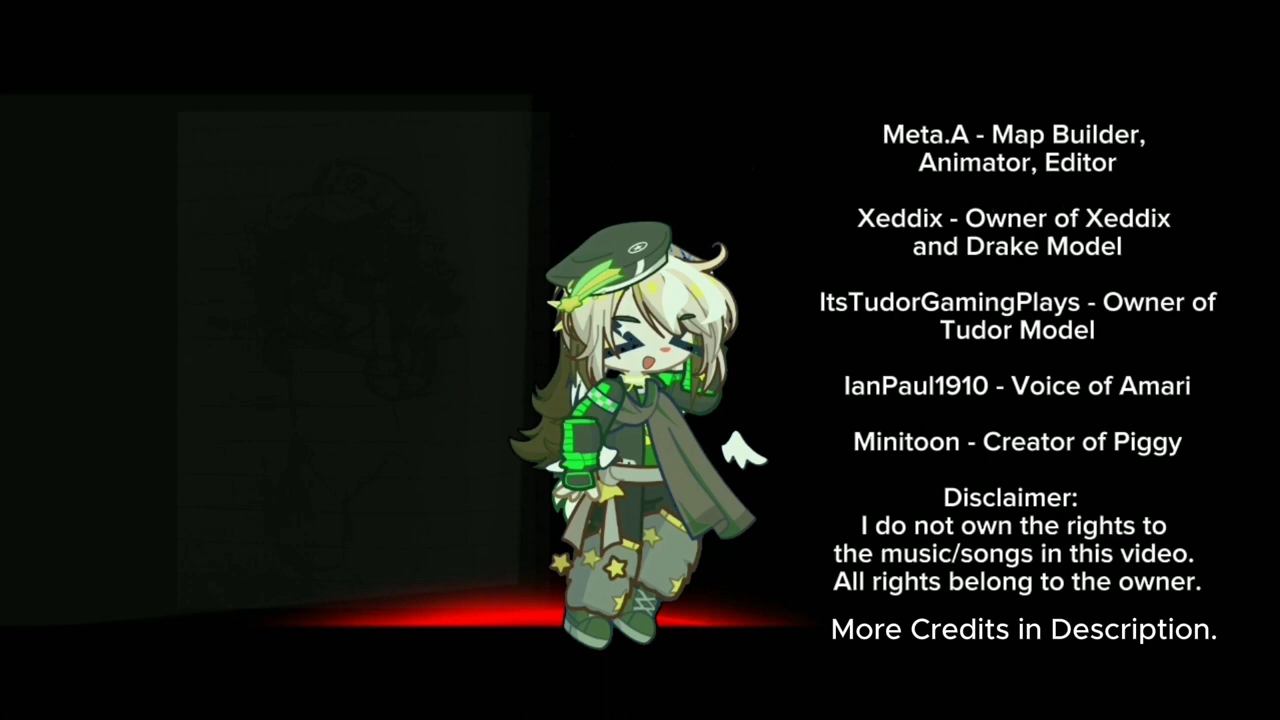 Meta.A - Map Builder,
Animator, Editor
Xeddix - Owner of Xeddix
and Drake Model
ItsTudorGamingPlays - Owner of
Tudor Model
IanPaul1910 - Voice of Amari
Minitoon - Creator of Piggy
Disclaimer:
I do not own the rights to
the music/songs in this video.
All rights belong to the owner.
More Credits in Description.